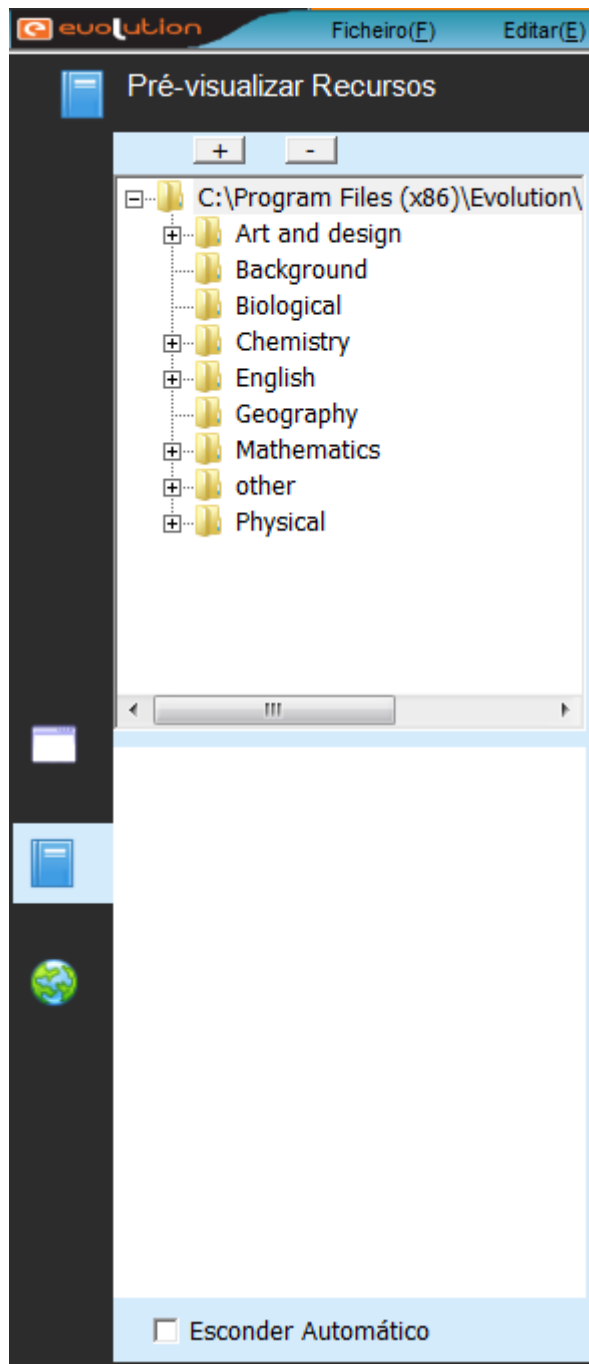 evolution Ficheiro(F) Editar(E)
Pré-visualizar Recursos
+ -
C:\Program Files (x86)\Evolution\
Art and design
Background
Biological
Chemistry
English
Geography
Mathematics
other
Physical
Esconder Automático